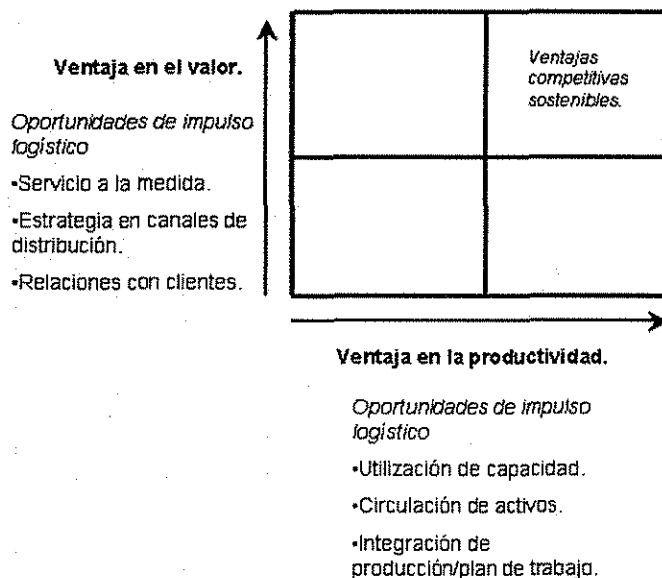 Ventaja en el valor.
Oportunidades de impulso
logístico
•Servicio a la medida.
•Estrategia en canales de
distribución.
•Relaciones con clientes.
Ventajas
competitivas
sostenibles.
Ventaja en la productividad.
Oportunidades de impulso
logístico
•Utilización de capacidad.
•Circulación de activos.
•Integración de
producción/plan de trabajo.